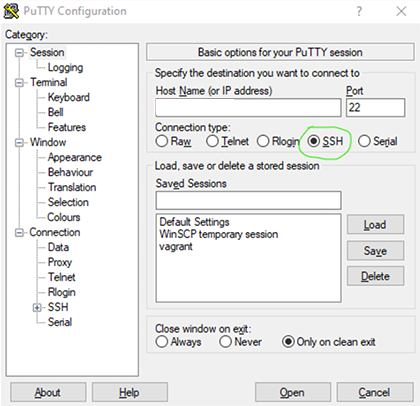 PuTTY Configuration
?
Category:
Session
Logging
Terminal
Keyboard
Bell
Features
Window
Appearance
Behaviour
Translation
Selection
Colours
Connection
Data
Proxy
Telnet
Rlogin
SSH
Serial
Basic options for your PuTTY session
Specify the destination you want to connect to
Host Name (or IP address) Port
22
Connection type:
Raw Telnet Rlogin SSH Serial
Load, save or delete a stored session
Saved Sessions
Default Settings
WinSCP temporary session
vagrant
Load
Save
Delete
Close window on exit:
Always Never Only on clean exit
About Help Open Cancel